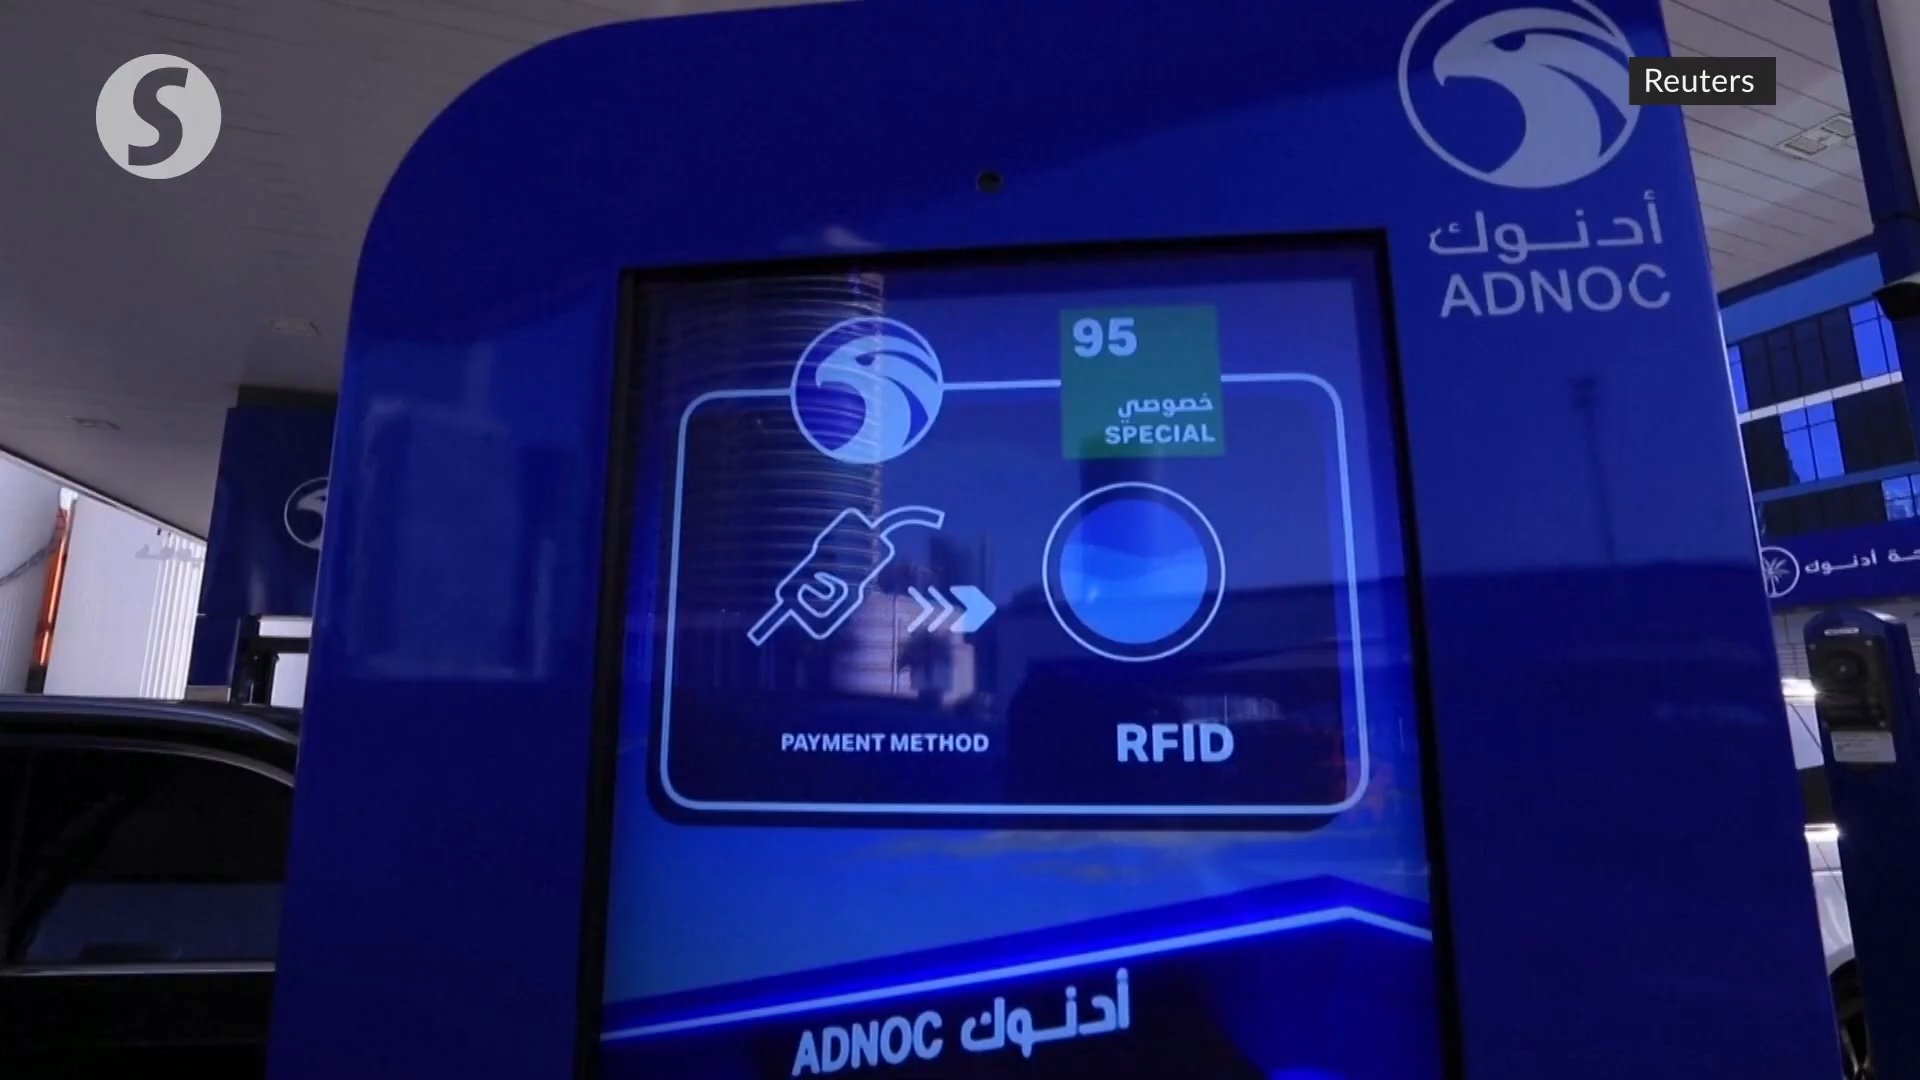 S
Reuters
أدنوك
ADNOC
95
خصوصي
SPECIAL
PAYMENT METHOD
RFID
ADNOC أدنوك
أدنوك